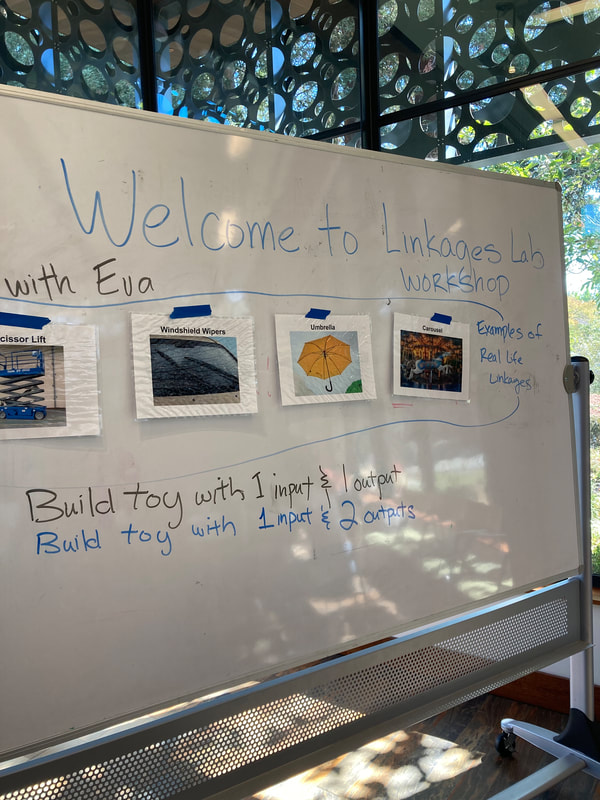 Welcome to Linkages Lab
WORKSHOP
with Eva
cissor Lift
Windshield Wipers
Umbrella
Carousel
Examples of
Real life
Linkages!
Build toy with 1 input & 1 output
Build toy with 1 input & 2 outputs